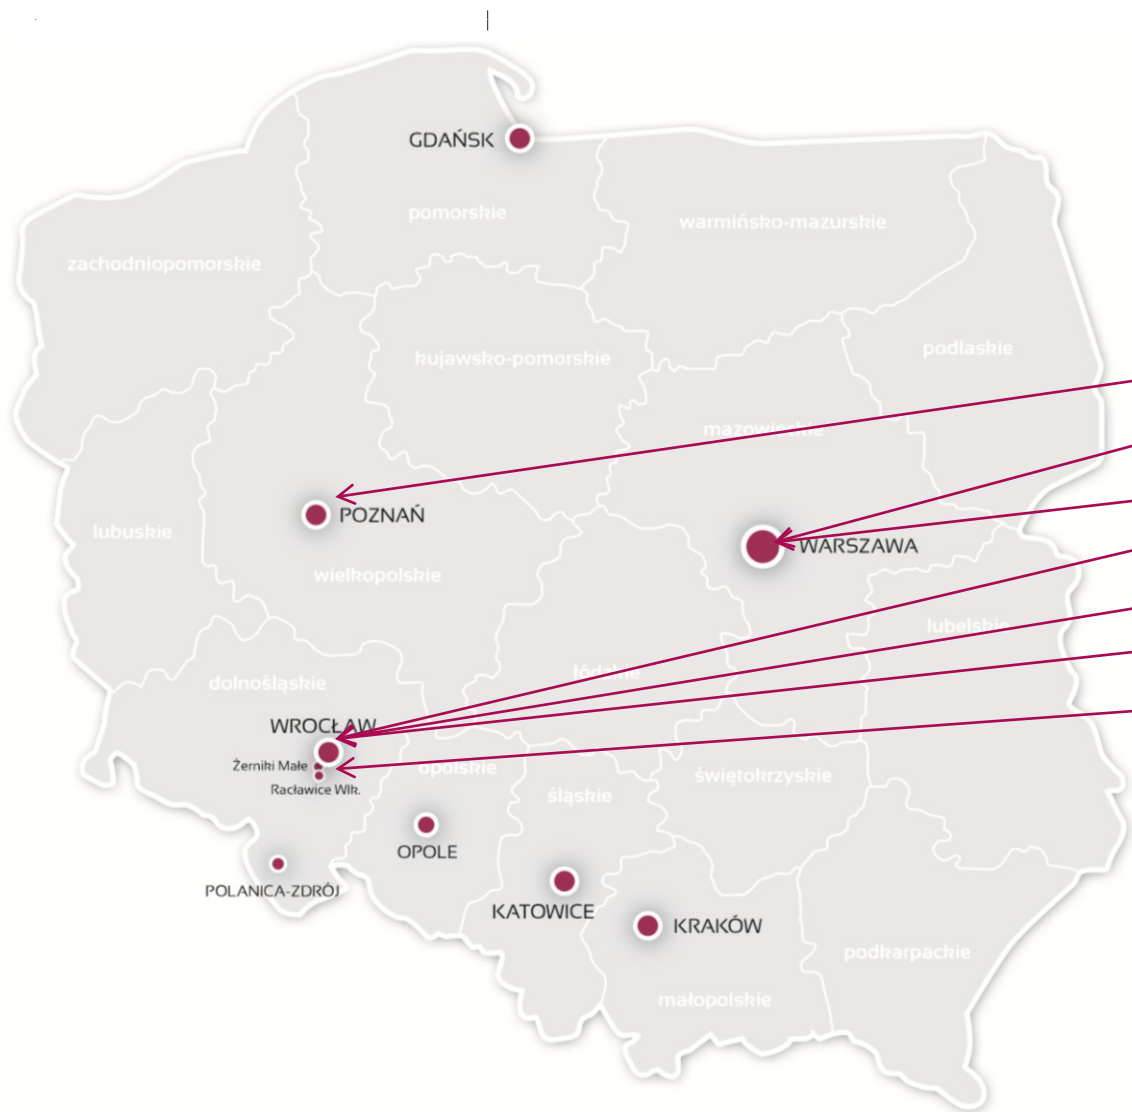 GDAŃSK
pomorskie
warmińsko-mazurskie
zachodniopomorskie
podlaskie
kujawsko-pomorskie
mazowieckie
POZNAŃ
lubuskie
WARSZAWA
wielkopolskie
lubelskie
łódzkie
dolnośląskie
WROCŁAW
Żerniki Małe
opolskie
świętokrzyskie
Racławice Wlk.
śląskie
OPOLE
POLANICA-ZDRÓJ
KATOWICE
KRAKÓW
podkarpackie
małopolskie